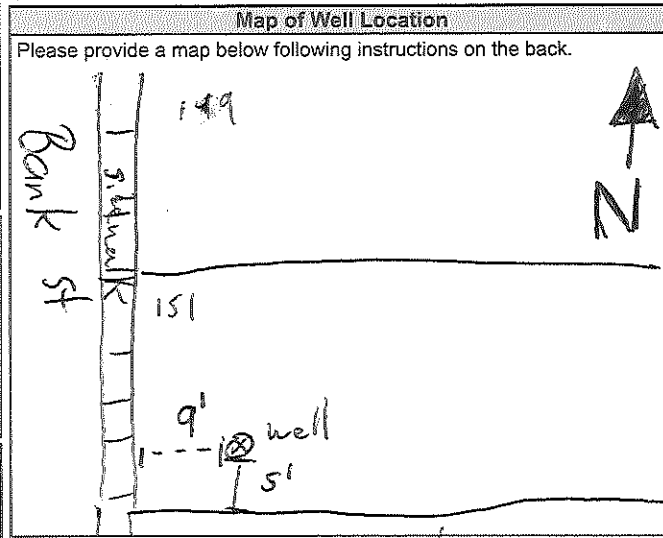 Map of Well Location
Please provide a map below following instructions on the back.
149
N
Bank St
sidewalk
151
9'
well
5'